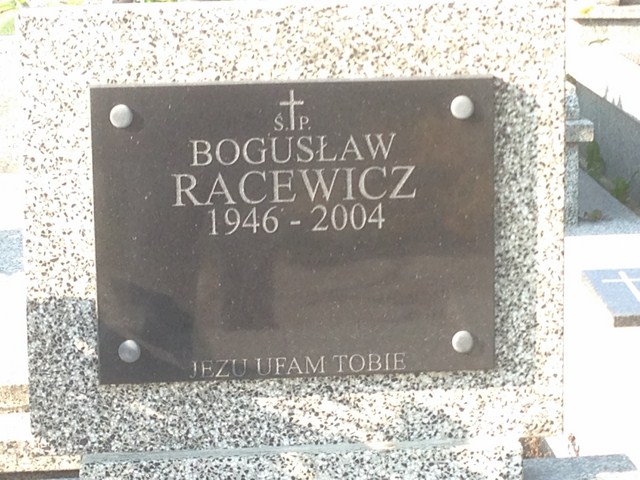 Ś.P.
BOGUSŁAW
RACEWICZ
1946 - 2004
JEZU UFAM TOBIE